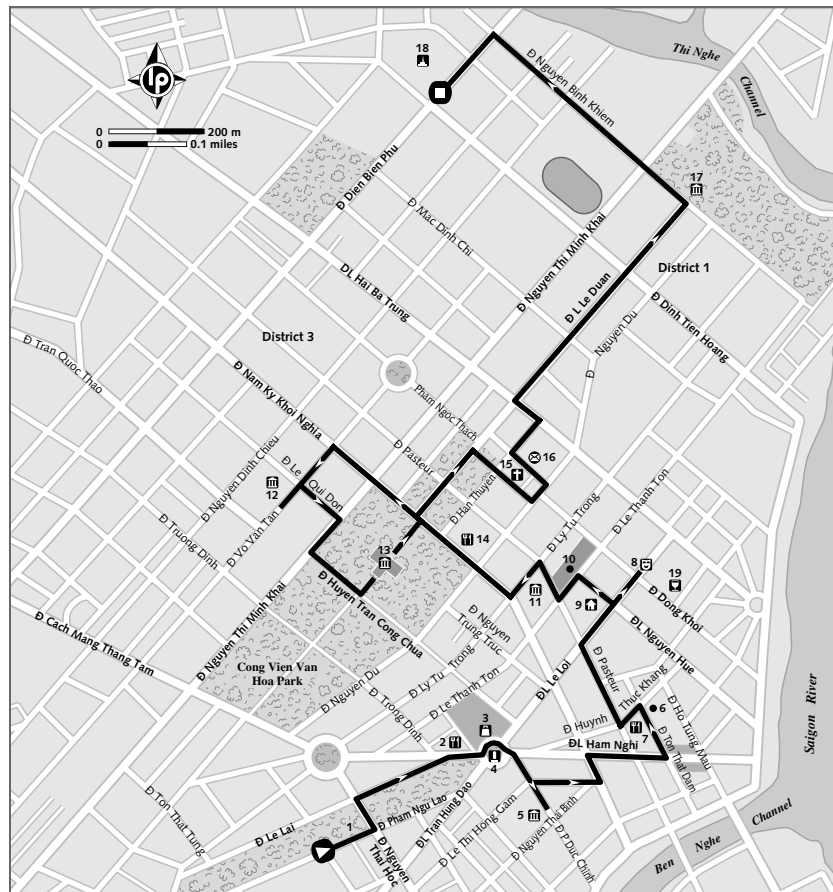 18
Thi Nghe
Channel
lp
Đ Nguyen Binh Khiem
0 200 m
0 0.1 miles
17
Đ Dien Bien Phu
Đ Mac Dinh Chi
Đ Nguyen Thi Minh Khai
District 1
ĐL Hai Ba Trung
Đ L Le Duan
Đ Dinh Tien Hoang
Đ Nguyen Du
District 3
Đ Tran Quoc Thao
Đ Nam Ky Khoi Nghia
Pham Ngoc Thach
Đ Pasteur
Đ Nguyen Dinh Chieu
Đ Le
Qui Don
15
16
12
Đ Han Thuyen
Đ Vo Van Tan
Đ Truong Dinh
Đ Ly Tu Trong
Đ Le Thanh Ton
14
13
10
8
19
11
9
Đ Dong Khoi
Đ Huyen Tran Cong Chua
Đ Nguyen Thi Minh Khai
Đ Cach Mang Thang Tam
Đ Nguyen
Trung Truc
ĐL Nguyen Hue
Cong Vien Van
Hoa Park
Đ Nguyen Du
Đ Ly Tu Trong
Đ Le Thanh Ton
Đ Trong Dinh
ĐL Le Loi
Đ Pasteur
Saigon River
Đ Huynh
Thuc Khang
6
Đ Ho Tung Mau
3
2
4
7
ĐL Ham Nghi
Đ Ton That Dam
Đ Ton That Tung
Đ Le Lai
1
Đ Pham Ngu Lao
ĐL Tran Hung Dao
Đ Le Thi Hong Gam
5
Đ Nguyen Thai Binh
Đ P Duc Chinh
Đ Nguyen
Thai Hoc
Ben Nghe Channel